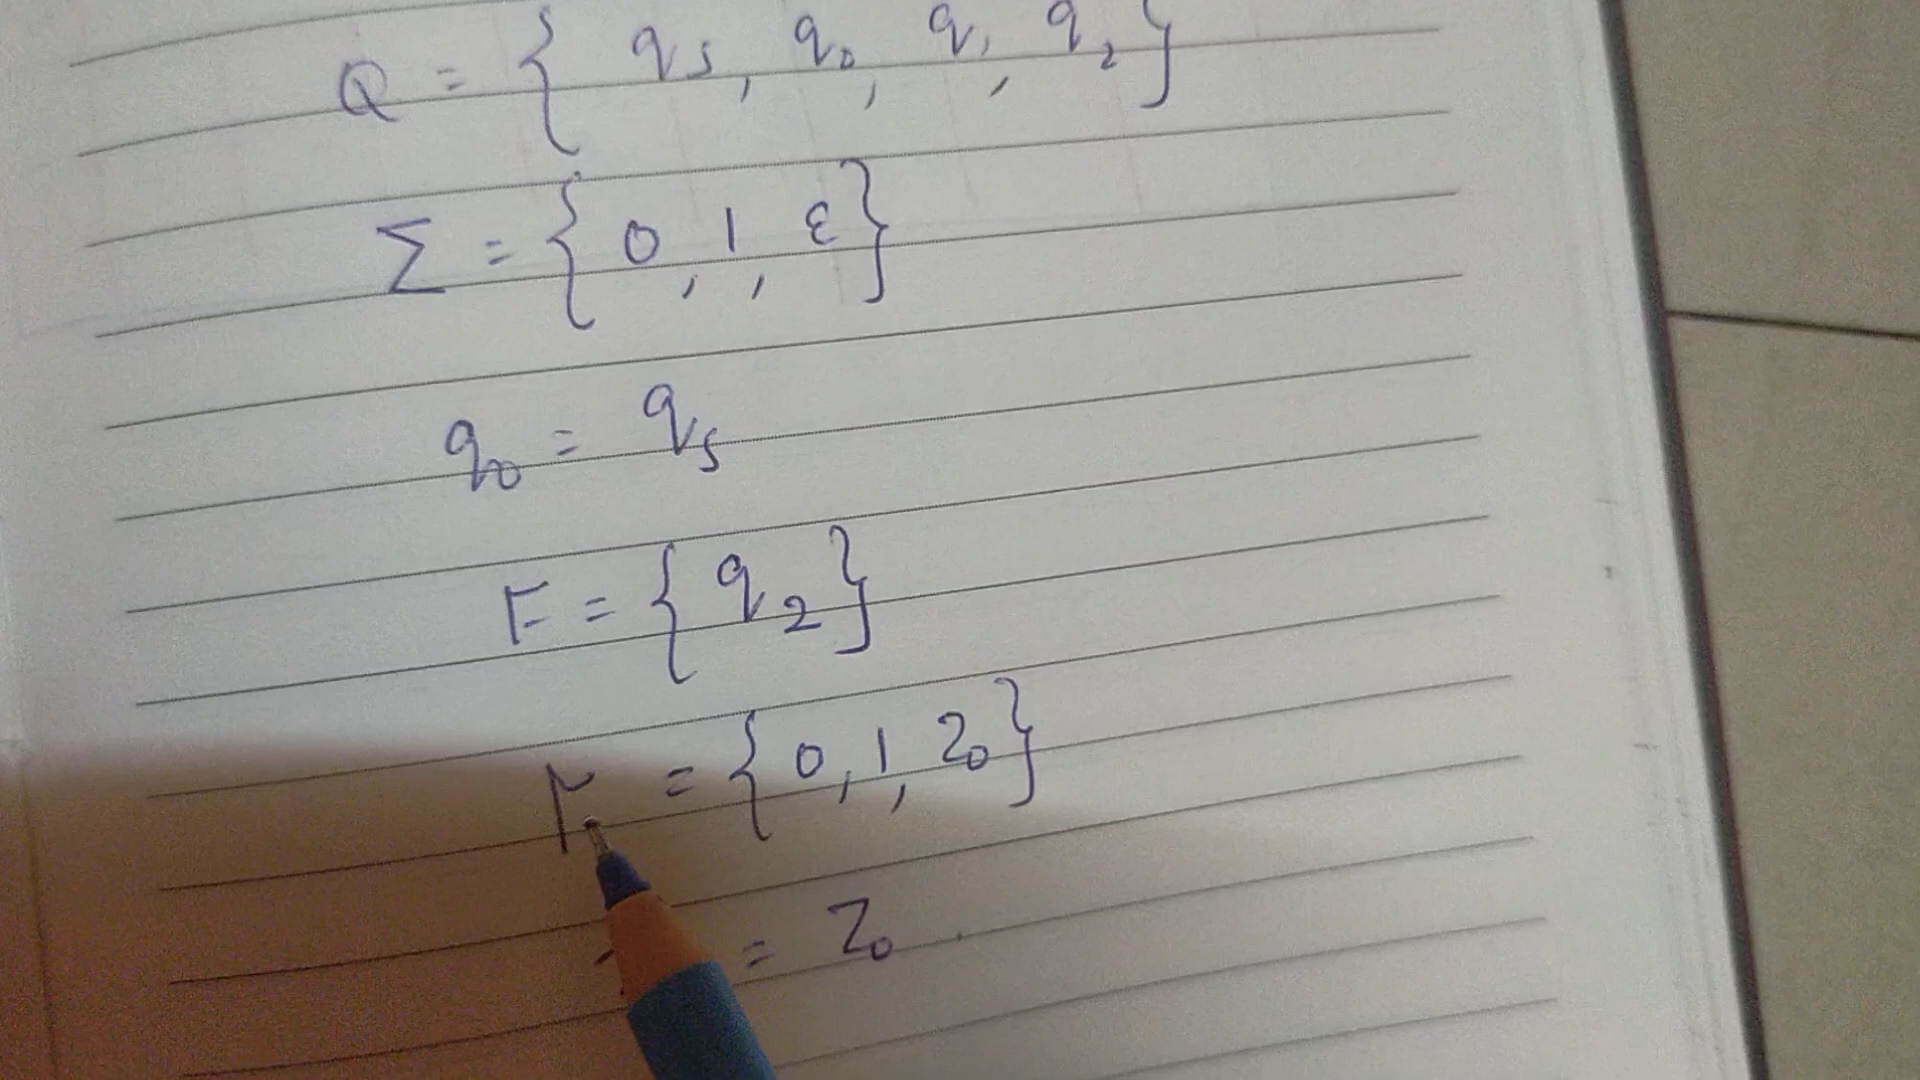 Q = { qs, q0, q1, q2 }
Σ = { 0, 1, ε }
q0 = qs
F = { q2 }
Γ = { 0, 1, Z0 }
= Z0